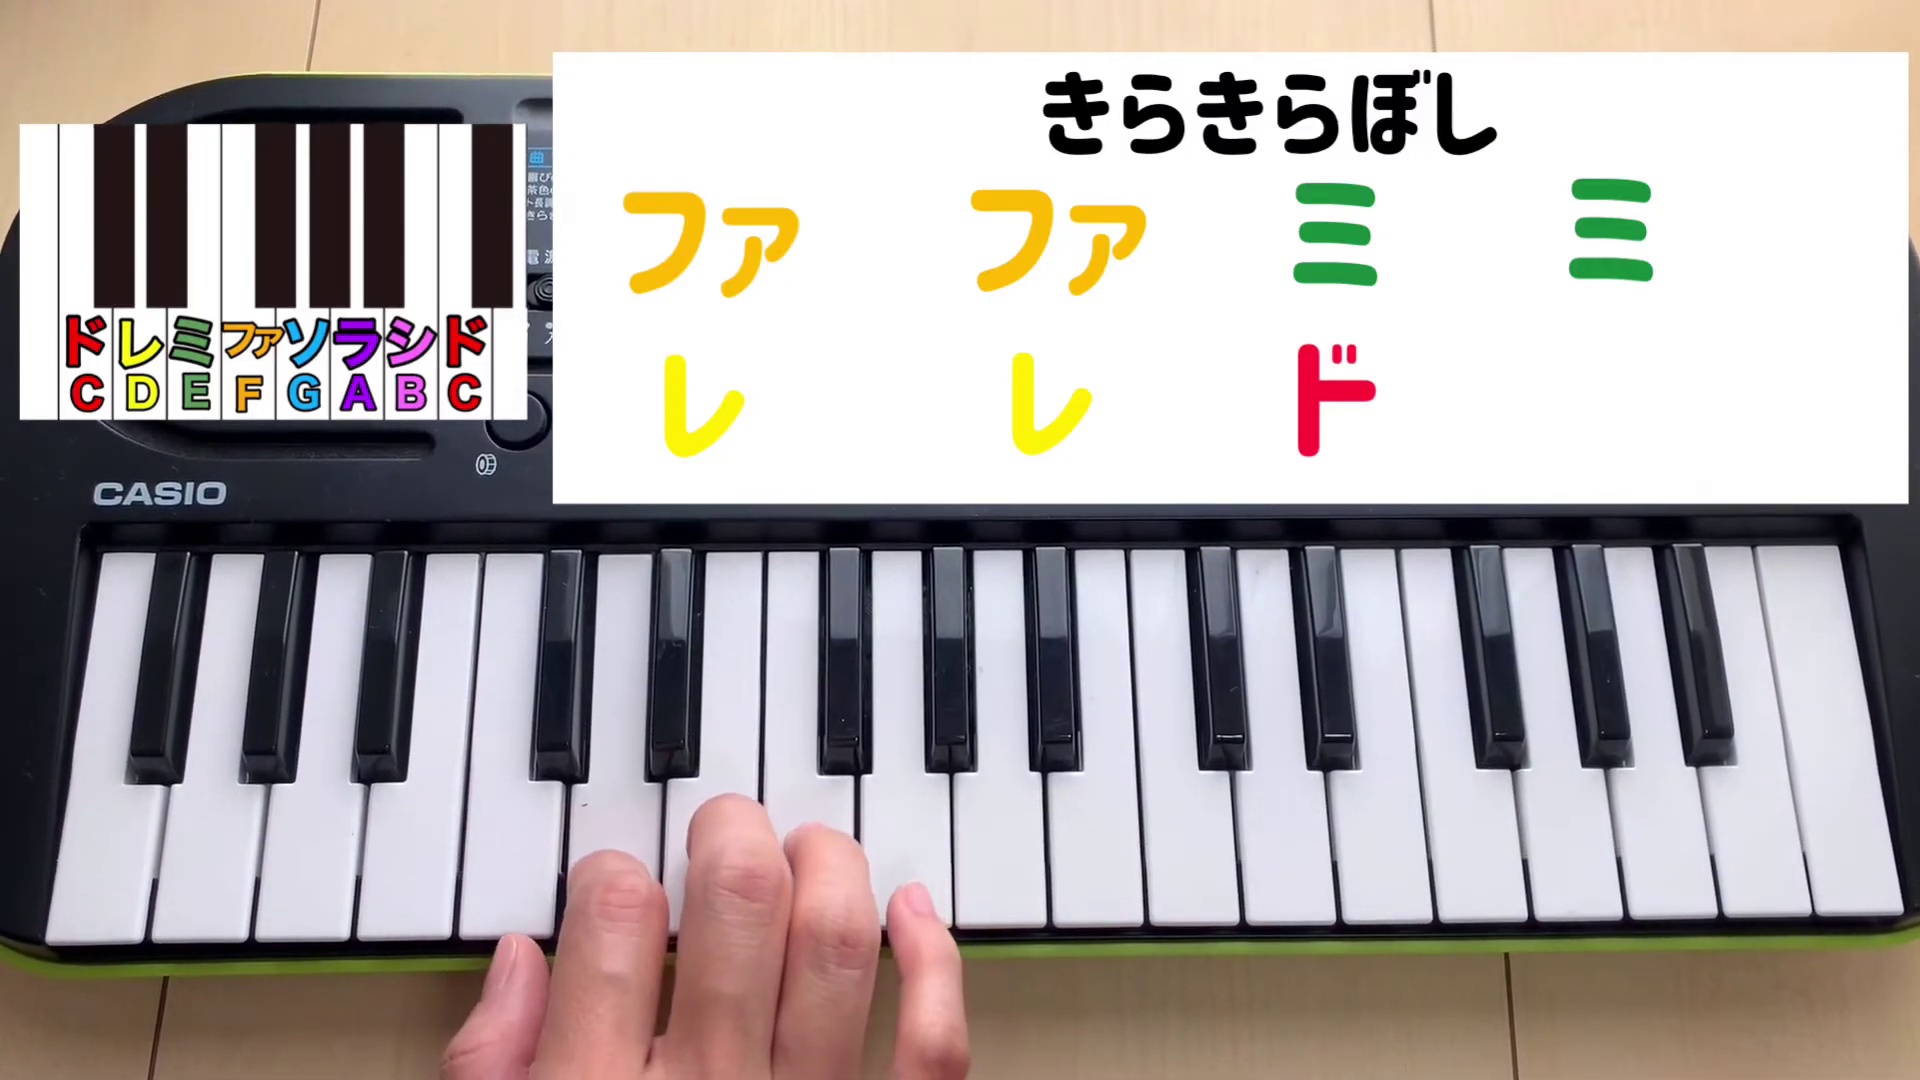 きらきらぼし
ファ ファ ミ ミ
レ レ ド
ド レ ミ ファ ソ ラ シ ド
C D E F G A B C
曲
CASIO